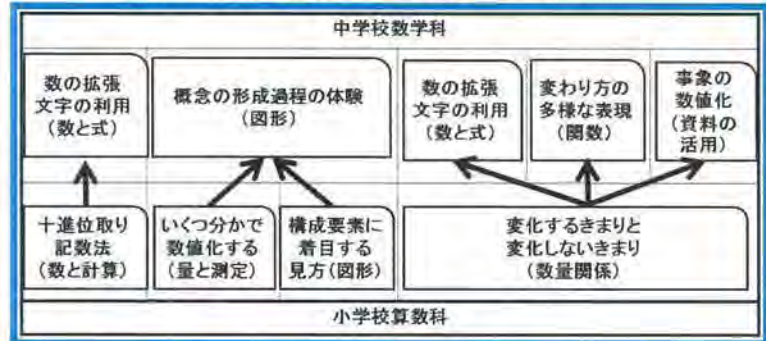 中学校数学科
数の拡張
文字の利用
(数と式)
概念の形成過程の体験
(図形)
数の拡張
文字の利用
(数と式)
変わり方の
多様な表現
(関数)
事象の
数値化
(資料の
活用)
十進位取り
記数法
(数と計算)
いくつ分かで
数値化する
(量と測定)
構成要素に
着目する
見方(図形)
変化するきまりと
変化しないきまり
(数量関係)
小学校算数科